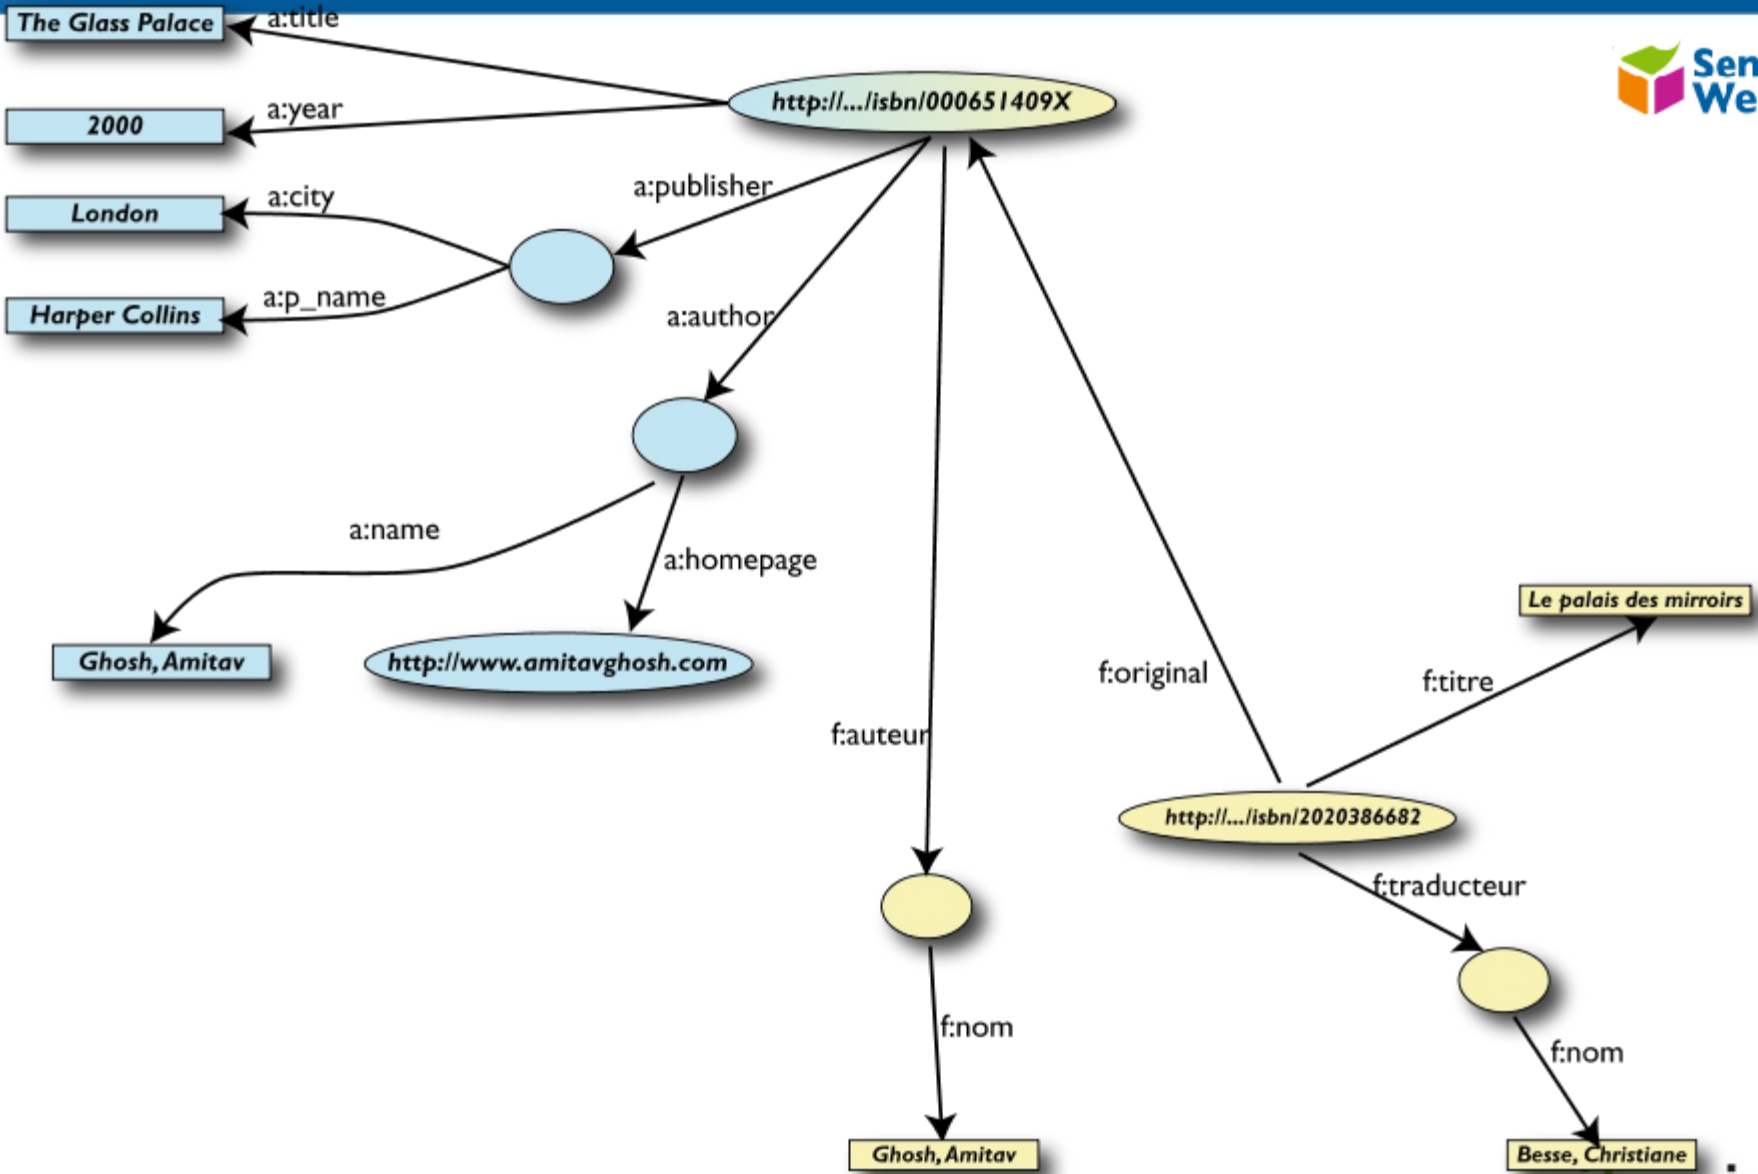 The Glass Palace
a:title
http://.../isbn/000651409X
2000
a:year
London
a:city
a:publisher
Harper Collins
a:p_name
a:author
a:name
a:homepage
Ghosh, Amitav
http://www.amitavghosh.com
Le palais des mirroirs
f:original
f:titre
f:auteur
http://.../isbn/2020386682
f:traducteur
f:nom
f:nom
Ghosh, Amitav
Besse, Christiane